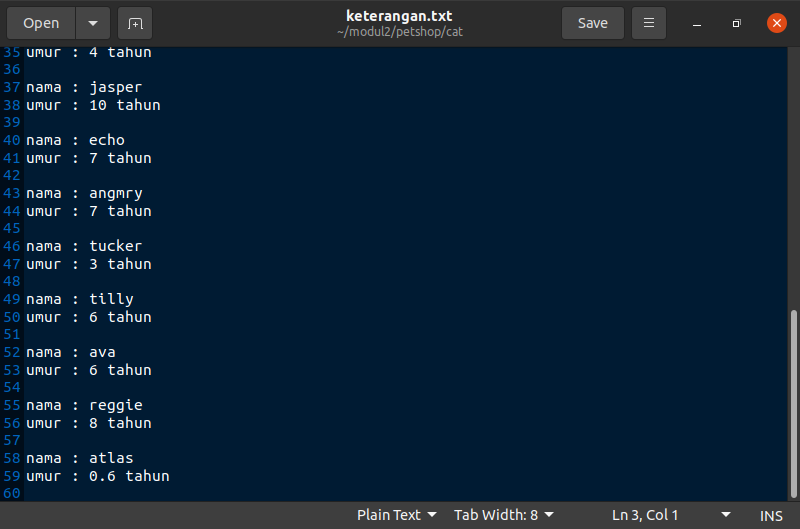 Open
keterangan.txt
~/modul2/petshop/cat
Save
35 umur : 4 tahun
36
37 nama : jasper
38 umur : 10 tahun
39
40 nama : echo
41 umur : 7 tahun
42
43 nama : angmry
44 umur : 7 tahun
45
46 nama : tucker
47 umur : 3 tahun
48
49 nama : tilly
50 umur : 6 tahun
51
52 nama : ava
53 umur : 6 tahun
54
55 nama : reggie
56 umur : 8 tahun
57
58 nama : atlas
59 umur : 0.6 tahun
60
Plain Text Tab Width: 8 Ln 3, Col 1 INS